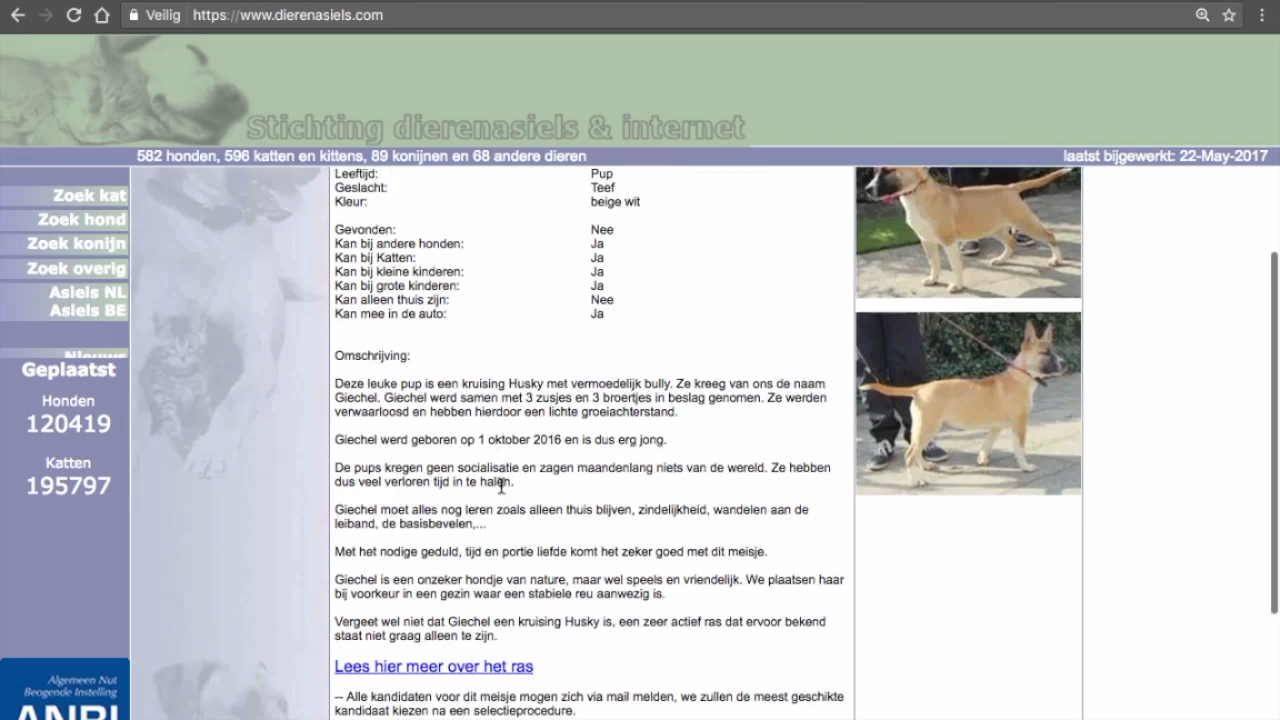 Veilig https://www.dierenasiels.com
Stichting dierenasiels & internet
582 honden, 596 katten en kittens, 89 konijnen en 68 andere dieren
laatst bijgewerkt: 22-May-2017
Zoek kat
Zoek hond
Zoek konijn
Zoek overig
Asiels NL
Asiels BE
Nieuws
Geplaatst
Honden
120419
Katten
195797
Algemeen Nut
Beogende Instelling
ANBI
Leeftijd: Pup
Geslacht: Teef
Kleur: beige wit
Gevonden: Nee
Kan bij andere honden: Ja
Kan bij Katten: Ja
Kan bij kleine kinderen: Ja
Kan bij grote kinderen: Ja
Kan alleen thuis zijn: Nee
Kan mee in de auto: Ja
Omschrijving:
Deze leuke pup is een kruising Husky met vermoedelijk bully. Ze kreeg van ons de naam
Giechel. Giechel werd samen met 3 zusjes en 3 broertjes in beslag genomen. Ze werden
verwaarloosd en hebben hierdoor een lichte groeiachterstand.
Giechel werd geboren op 1 oktober 2016 en is dus erg jong.
De pups kregen geen socialisatie en zagen maandenlang niets van de wereld. Ze hebben
dus veel verloren tijd in te halen.
Giechel moet alles nog leren zoals alleen thuis blijven, zindelijkheid, wandelen aan de
leiband, de basisbevelen,...
Met het nodige geduld, tijd en portie liefde komt het zeker goed met dit meisje.
Giechel is een onzeker hondje van nature, maar wel speels en vriendelijk. We plaatsen haar
bij voorkeur in een gezin waar een stabiele reu aanwezig is.
Vergeet wel niet dat Giechel een kruising Husky is, een zeer actief ras dat ervoor bekend
staat niet graag alleen te zijn.
Lees hier meer over het ras
-- Alle kandidaten voor dit meisje mogen zich via mail melden, we zullen de meest geschikte
kandidaat kiezen na een selectieprocedure.